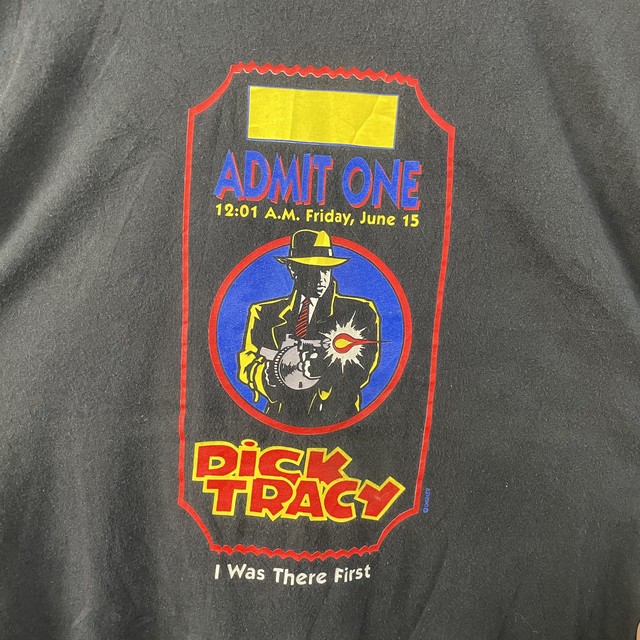 ADMIT ONE
12:01 A.M. Friday, June 15
DiCK
TRACY
I Was There First